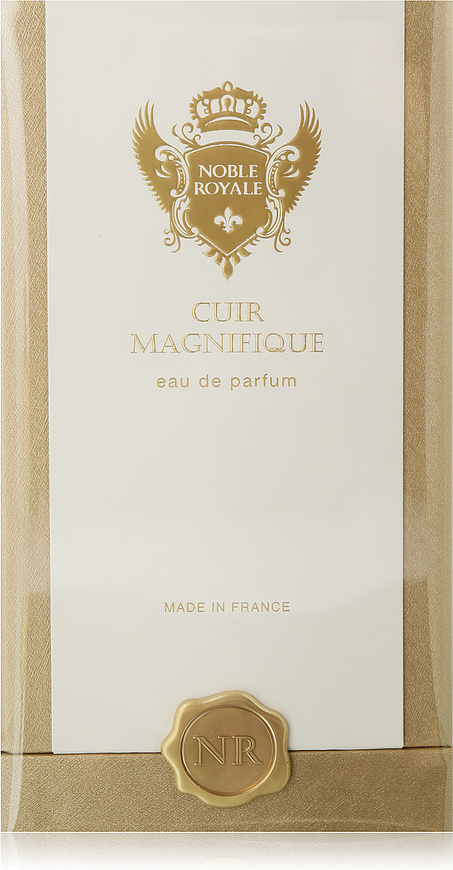 NOBLE
ROYALE
CUIR
MAGNIFIQUE
eau de parfum
MADE IN FRANCE
NR